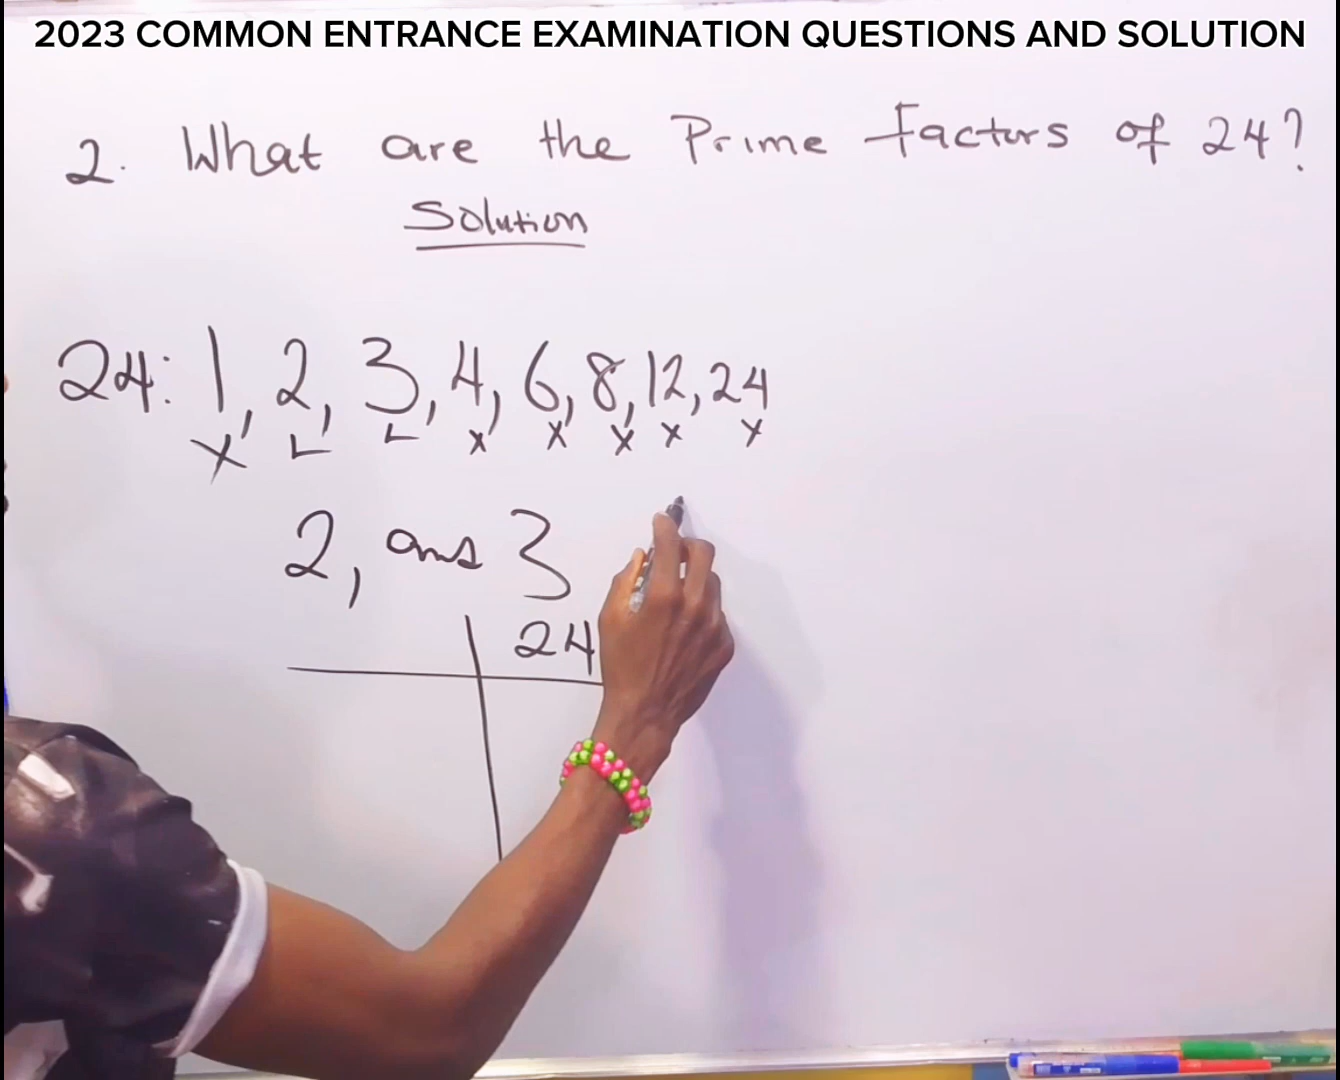 2023 COMMON ENTRANCE EXAMINATION QUESTIONS AND SOLUTION
2. What are the Prime Factors of 24?
Solution
24: 1, 2, 3, 4, 6, 8, 12, 24
x ✓ ✓ x x x x x
2, and 3
24